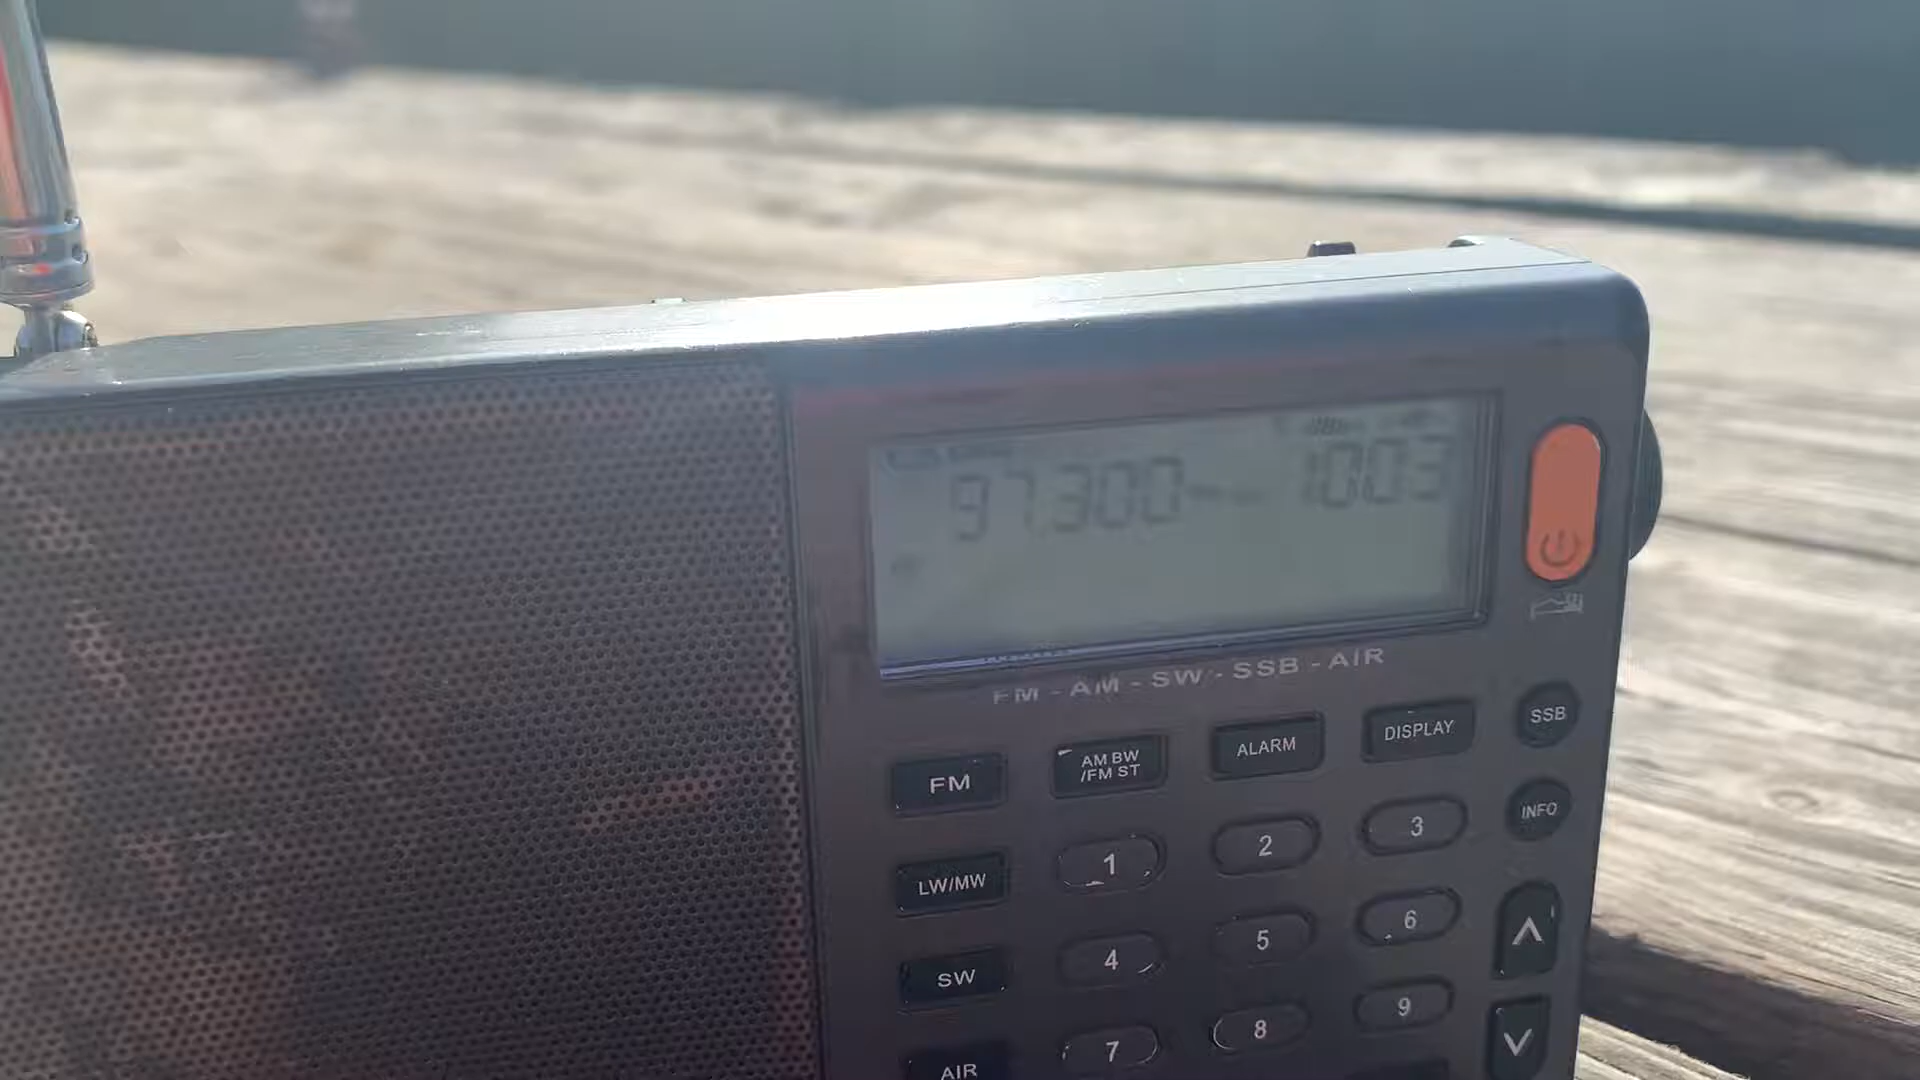 97.300 10:03
FM - AM - SW - SSB - AIR
FM
AM BW
/FM ST
ALARM
DISPLAY
SSB
1
2
3
INFO
LW/MW
4
5
6
SW
7
8
9
AIR